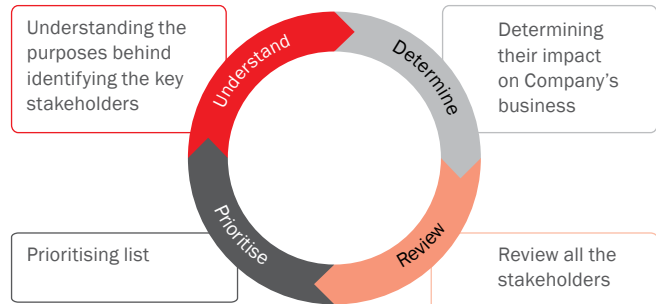 Understanding the
purposes behind
identifying the key
stakeholders
Understand
Determine
Determining
their impact
on Company's
business
Prioritising list
Prioritise
Review
Review all the
stakeholders